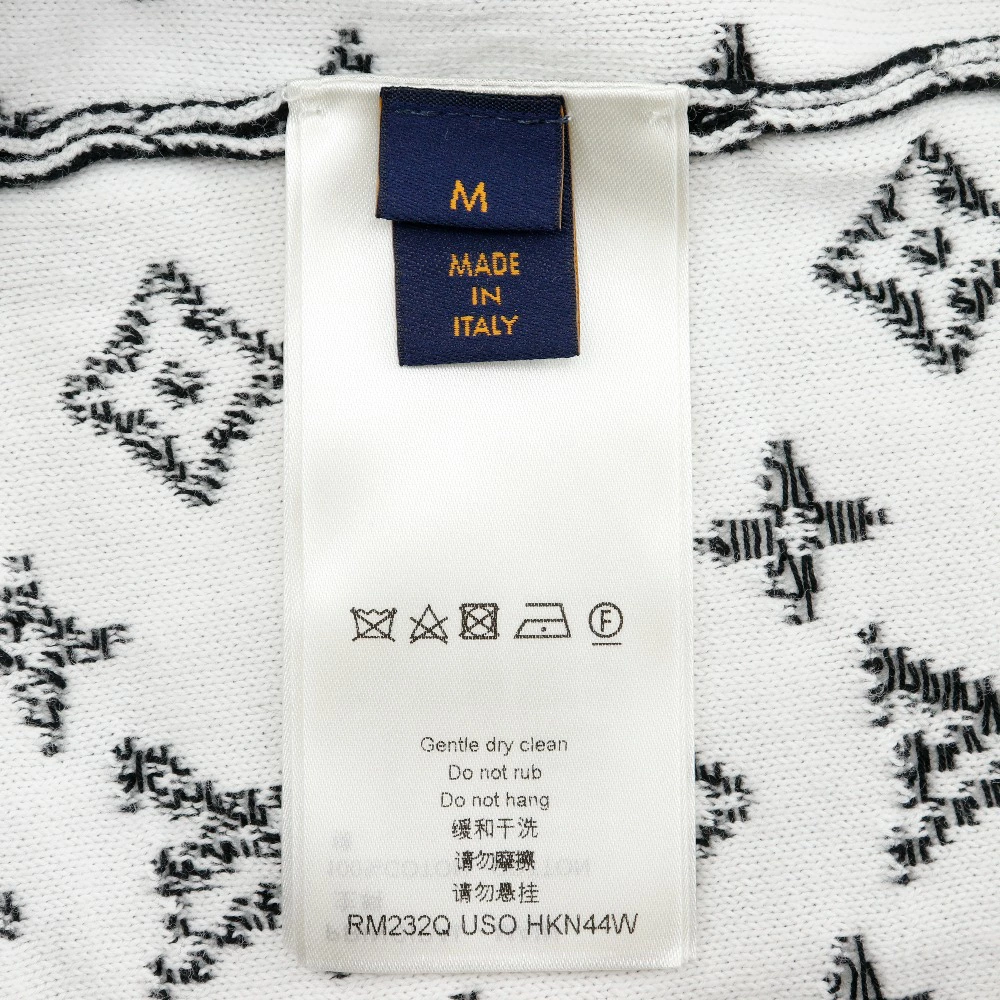 M
MADE
IN
ITALY
F
Gentle dry clean
Do not rub
Do not hang
缓和干洗
请勿摩擦
请勿悬挂
RM232Q USO HKN44W